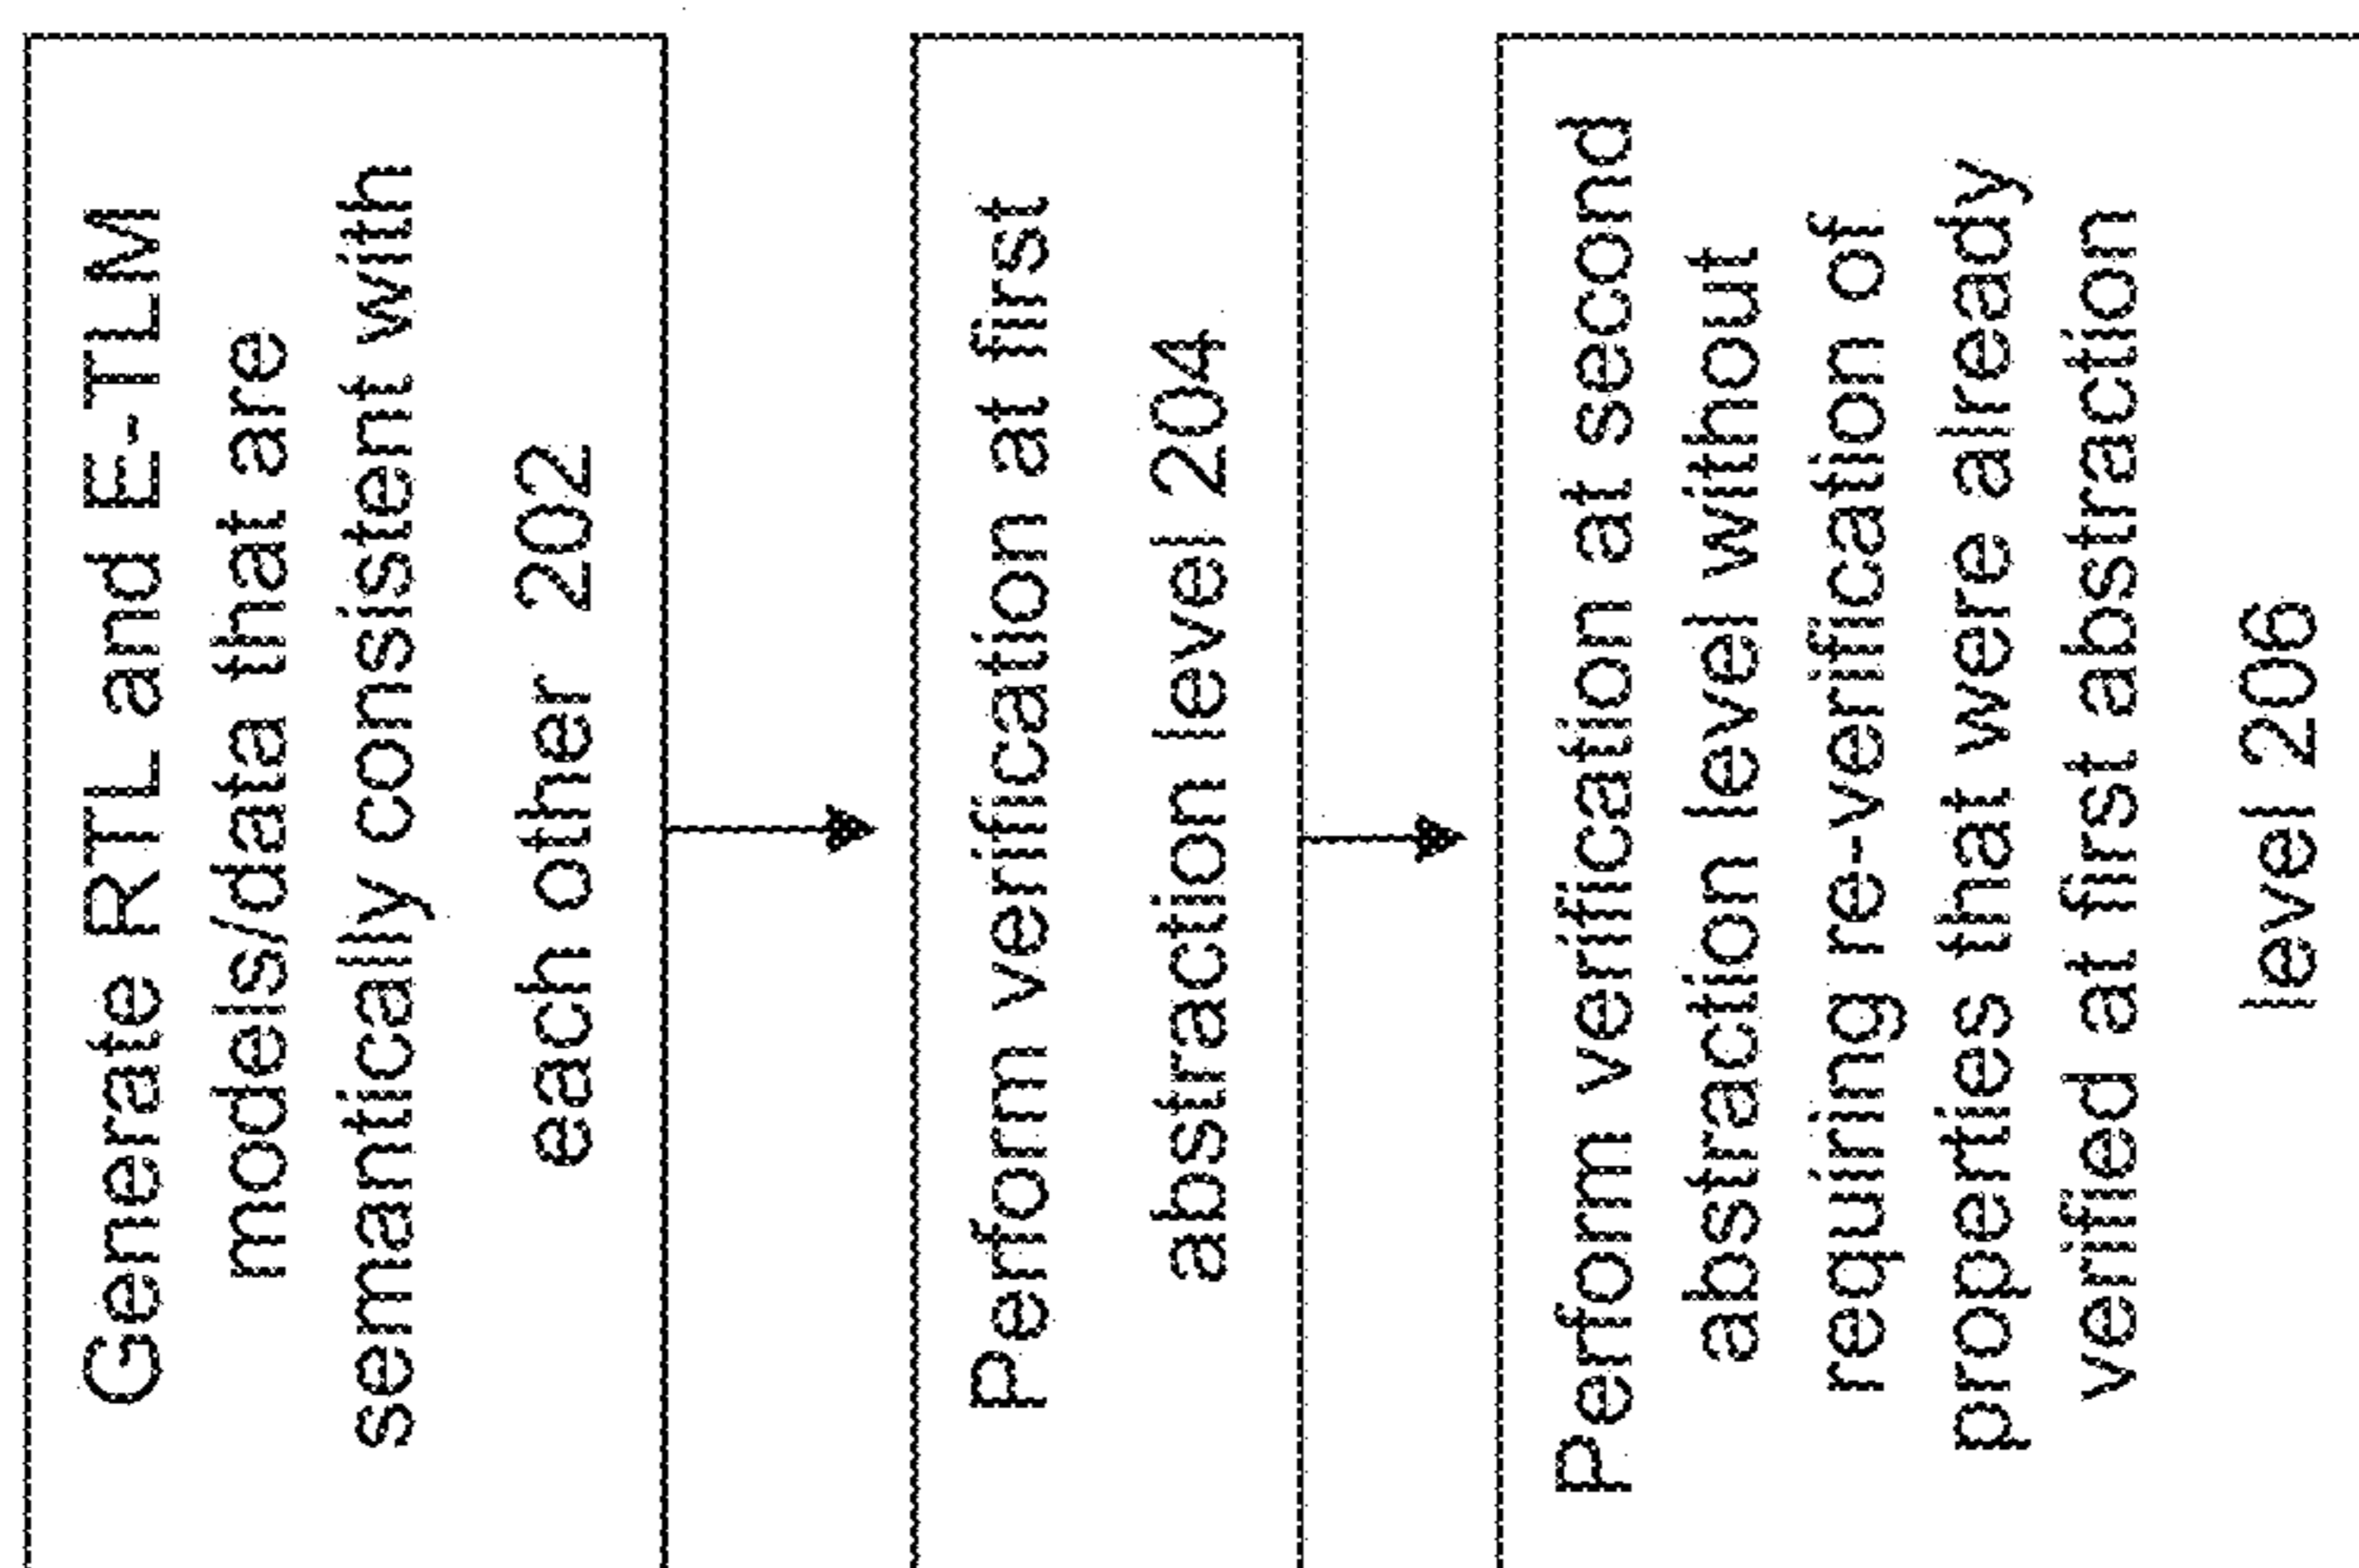 Generate RTL and E-TLM
models/data that are
semantically consistent with
each other 202
Perform verification at first
abstraction level 204
Perform verification at second
abstraction level without
requiring re-verification of
properties that were already
verified at first abstraction
level 206